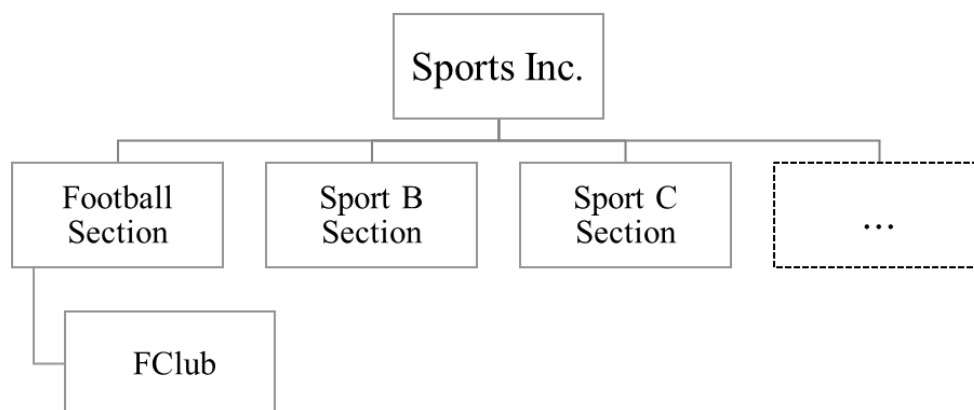 Sports Inc.
Football
Section
Sport B
Section
Sport C
Section
...
FClub